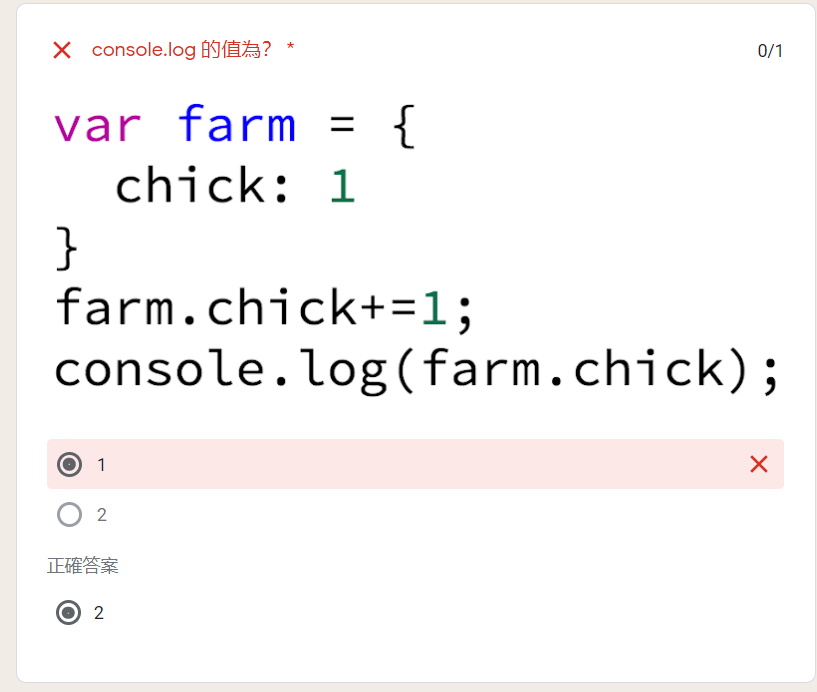 console.log 的值為? *
0/1
var farm = {
  chick: 1
}
farm.chick+=1;
console.log(farm.chick);
1
2
正確答案
2